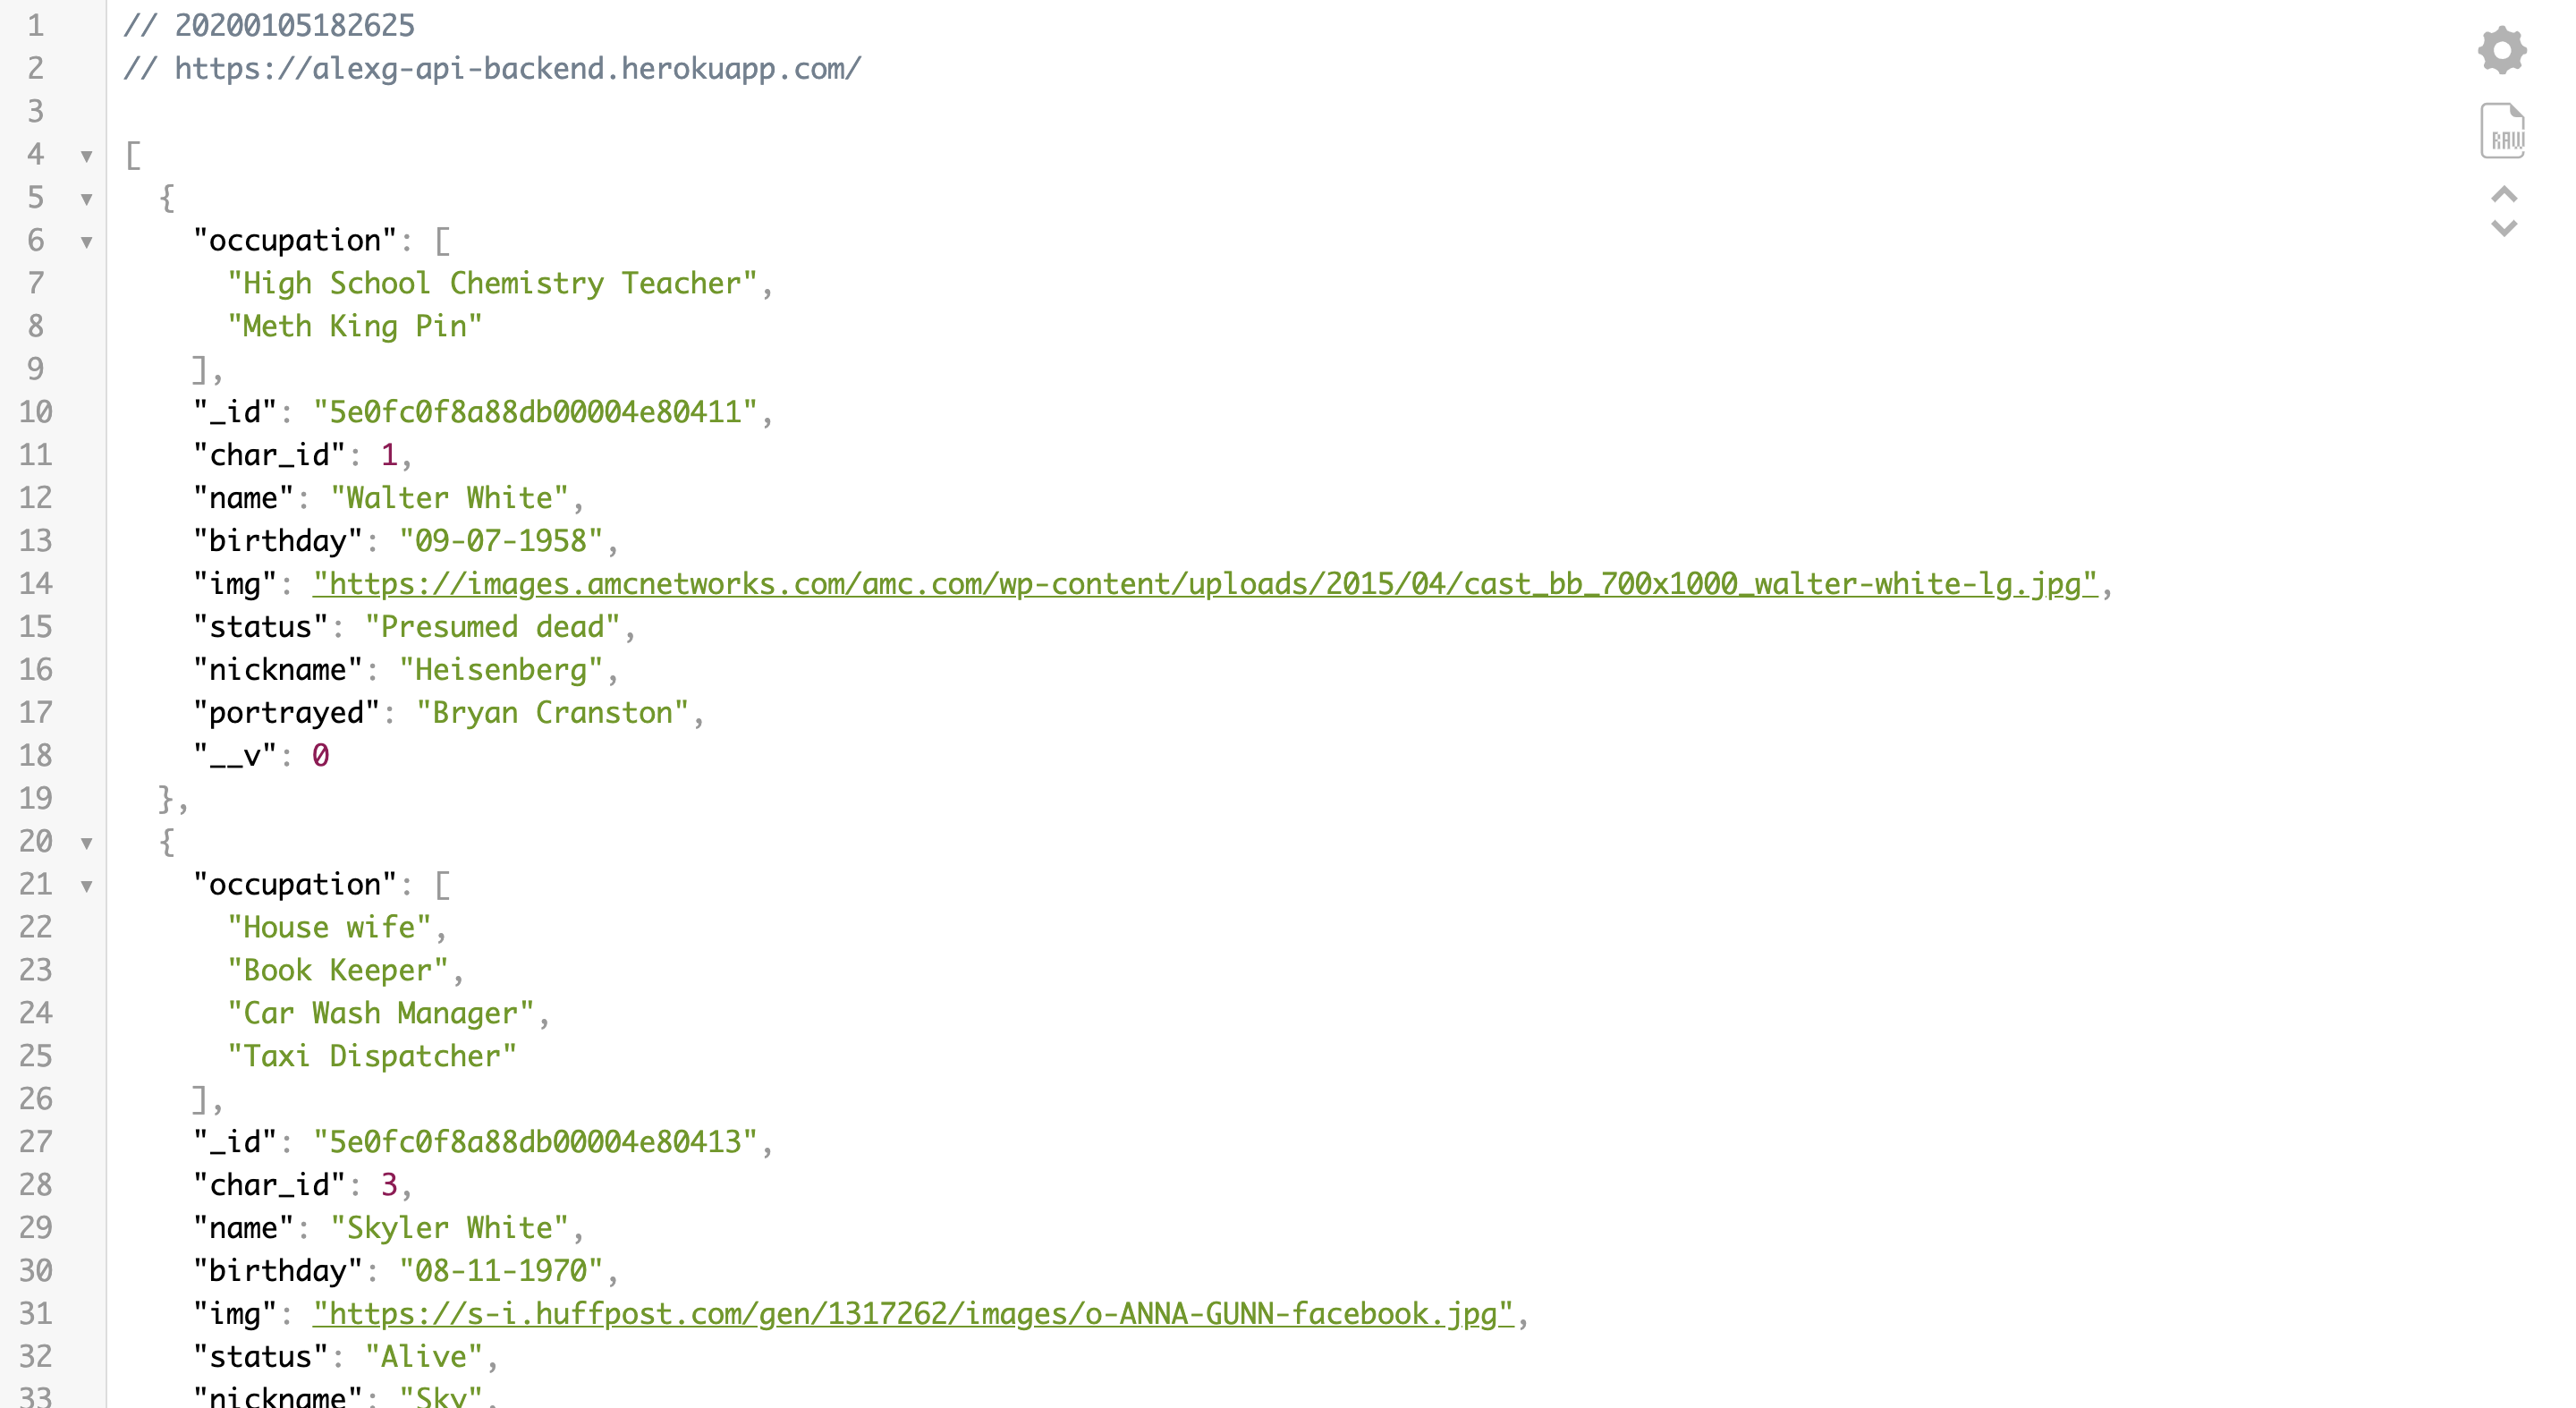 1 // 20200105182625
2 // https://alexg-api-backend.herokuapp.com/
3
4 ▼ [
5 ▼   {
6 ▼     "occupation": [
7         "High School Chemistry Teacher",
8         "Meth King Pin"
9       ],
10      "_id": "5e0fc0f8a88db00004e80411",
11      "char_id": 1,
12      "name": "Walter White",
13      "birthday": "09-07-1958",
14      "img": "https://images.amcnetworks.com/amc.com/wp-content/uploads/2015/04/cast_bb_700x1000_walter-white-lg.jpg",
15      "status": "Presumed dead",
16      "nickname": "Heisenberg",
17      "portrayed": "Bryan Cranston",
18      "__v": 0
19    },
20 ▼  {
21 ▼    "occupation": [
22        "House wife",
23        "Book Keeper",
24        "Car Wash Manager",
25        "Taxi Dispatcher"
26      ],
27      "_id": "5e0fc0f8a88db00004e80413",
28      "char_id": 3,
29      "name": "Skyler White",
30      "birthday": "08-11-1970",
31      "img": "https://s-i.huffpost.com/gen/1317262/images/o-ANNA-GUNN-facebook.jpg",
32      "status": "Alive",
33      "nickname": "Sky",
RAW